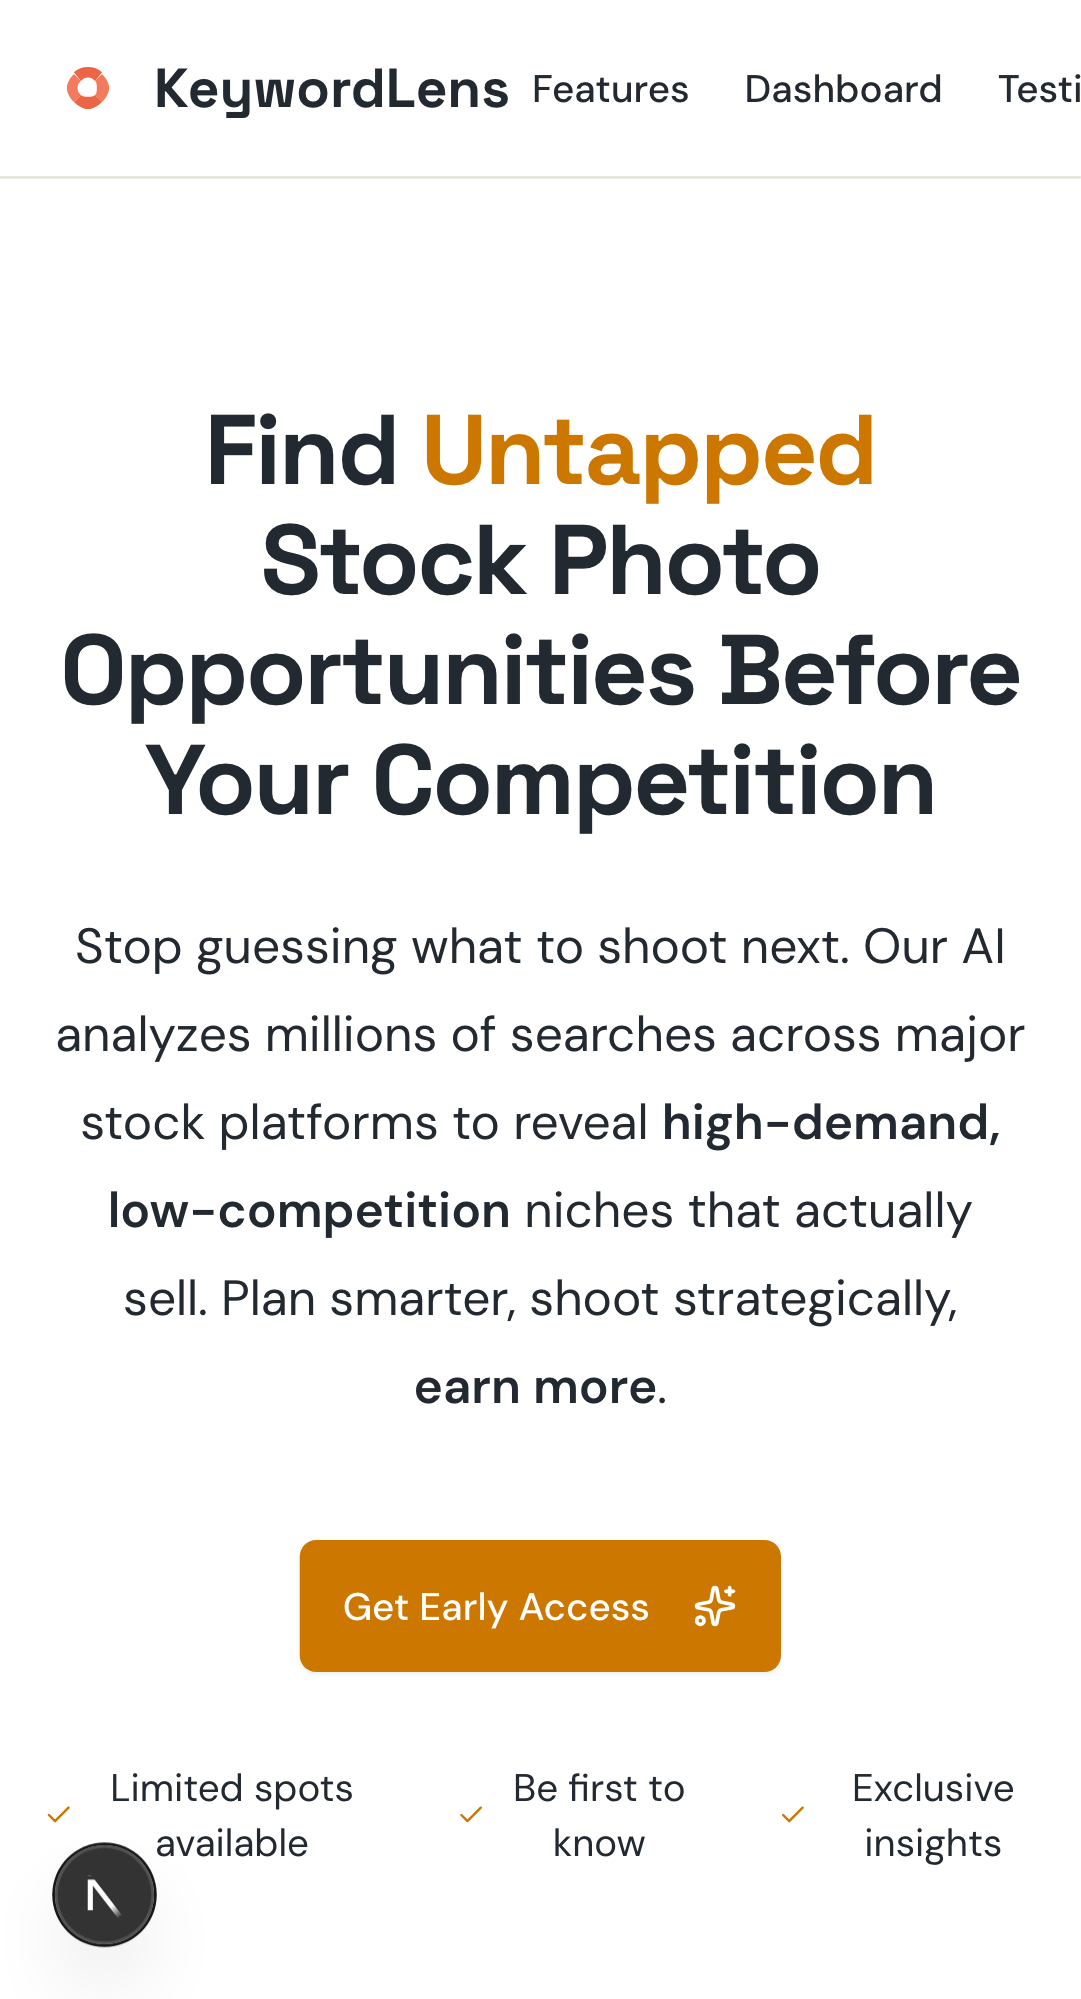 KeywordLens Features Dashboard Testi
Find Untapped
Stock Photo
Opportunities Before
Your Competition
Stop guessing what to shoot next. Our AI
analyzes millions of searches across major
stock platforms to reveal high-demand,
low-competition niches that actually
sell. Plan smarter, shoot strategically,
earn more.
Get Early Access
Limited spots
available
Be first to
know
Exclusive
insights
N